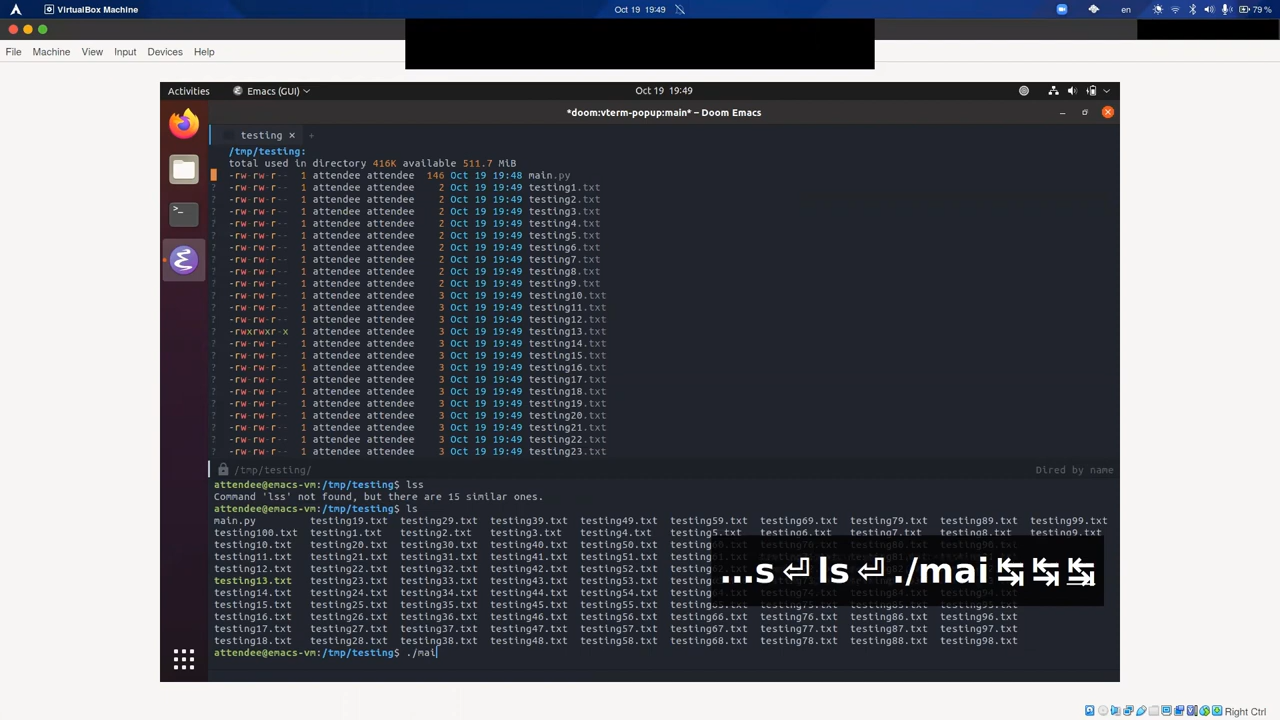 VirtualBox Machine
Oct 19 19:49
en
79 %
File Machine View Input Devices Help
Activities
Emacs (GUI)
Oct 19 19:49
*doom:vterm-popup:main* – Doom Emacs
testing × +
/tmp/testing:
total used in directory 416K available 511.7 MiB
-rw-rw-r-- 1 attendee attendee 146 Oct 19 19:48 main.py
? -rw-rw-r-- 1 attendee attendee 2 Oct 19 19:49 testing1.txt
? -rw-rw-r-- 1 attendee attendee 2 Oct 19 19:49 testing2.txt
? -rw-rw-r-- 1 attendee attendee 2 Oct 19 19:49 testing3.txt
? -rw-rw-r-- 1 attendee attendee 2 Oct 19 19:49 testing4.txt
? -rw-rw-r-- 1 attendee attendee 2 Oct 19 19:49 testing5.txt
? -rw-rw-r-- 1 attendee attendee 2 Oct 19 19:49 testing6.txt
? -rw-rw-r-- 1 attendee attendee 2 Oct 19 19:49 testing7.txt
? -rw-rw-r-- 1 attendee attendee 2 Oct 19 19:49 testing8.txt
? -rw-rw-r-- 1 attendee attendee 2 Oct 19 19:49 testing9.txt
? -rw-rw-r-- 1 attendee attendee 3 Oct 19 19:49 testing10.txt
? -rw-rw-r-- 1 attendee attendee 3 Oct 19 19:49 testing11.txt
? -rw-rw-r-- 1 attendee attendee 3 Oct 19 19:49 testing12.txt
? -rwxrwxr-x 1 attendee attendee 3 Oct 19 19:49 testing13.txt
? -rw-rw-r-- 1 attendee attendee 3 Oct 19 19:49 testing14.txt
? -rw-rw-r-- 1 attendee attendee 3 Oct 19 19:49 testing15.txt
? -rw-rw-r-- 1 attendee attendee 3 Oct 19 19:49 testing16.txt
? -rw-rw-r-- 1 attendee attendee 3 Oct 19 19:49 testing17.txt
? -rw-rw-r-- 1 attendee attendee 3 Oct 19 19:49 testing18.txt
? -rw-rw-r-- 1 attendee attendee 3 Oct 19 19:49 testing19.txt
? -rw-rw-r-- 1 attendee attendee 3 Oct 19 19:49 testing20.txt
? -rw-rw-r-- 1 attendee attendee 3 Oct 19 19:49 testing21.txt
? -rw-rw-r-- 1 attendee attendee 3 Oct 19 19:49 testing22.txt
? -rw-rw-r-- 1 attendee attendee 3 Oct 19 19:49 testing23.txt
/tmp/testing/ Dired by name
attendee@emacs-vm:/tmp/testing$ lss
Command 'lss' not found, but there are 15 similar ones.
attendee@emacs-vm:/tmp/testing$ ls
main.py testing19.txt testing29.txt testing39.txt testing49.txt testing59.txt testing69.txt testing79.txt testing89.txt testing99.txt
testing100.txt testing1.txt testing2.txt testing3.txt testing4.txt testing5.txt testing6.txt testing7.txt testing8.txt testing9.txt
testing10.txt testing20.txt testing30.txt testing40.txt testing50.txt
testing11.txt testing21.txt testing31.txt testing41.txt testing51.txt
testing12.txt testing22.txt testing32.txt testing42.txt testing52.txt
testing13.txt testing23.txt testing33.txt testing43.txt testing53.txt
testing14.txt testing24.txt testing34.txt testing44.txt testing54.txt
testing15.txt testing25.txt testing35.txt testing45.txt testing55.txt
testing16.txt testing26.txt testing36.txt testing46.txt testing56.txt testing66.txt testing76.txt testing86.txt testing96.txt
testing17.txt testing27.txt testing37.txt testing47.txt testing57.txt testing67.txt testing77.txt testing87.txt testing97.txt
testing18.txt testing28.txt testing38.txt testing48.txt testing58.txt testing68.txt testing78.txt testing88.txt testing98.txt
…s⏎ls⏎./mai↹↹↹
attendee@emacs-vm:/tmp/testing$ ./mai
Right Ctrl